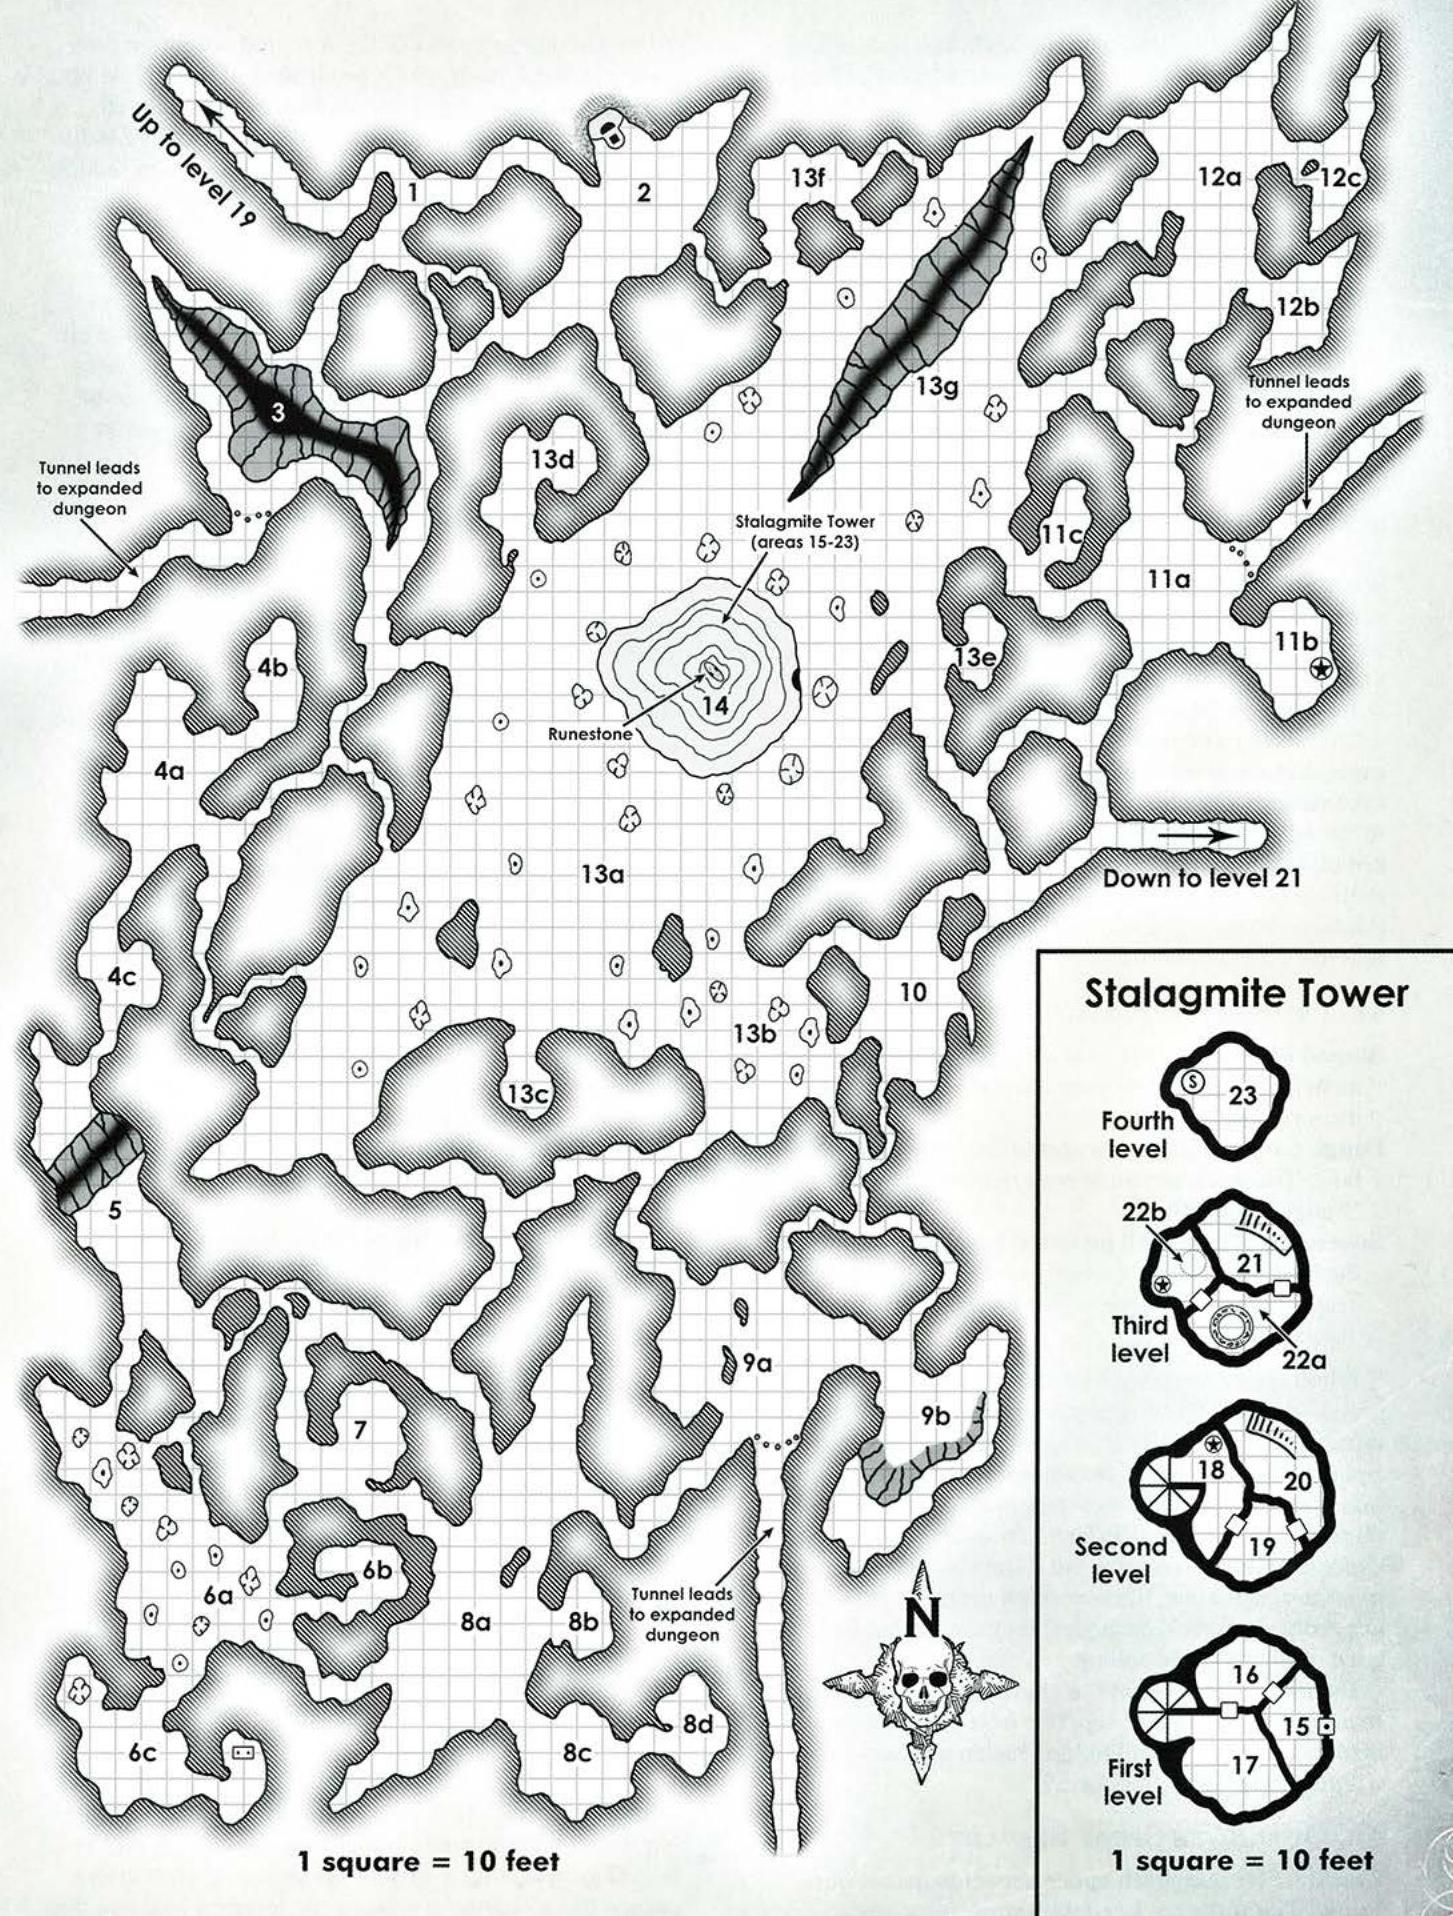 Up to level 19
1
2
13f
12a
12c
12b
3
13g
Tunnel leads
to expanded
dungeon
13d
Tunnel leads
to expanded
dungeon
Stalagmite Tower
(areas 15-23)
11c
11a
4b
13e
11b
14
Runestone
4a
13a
Down to level 21
4c
10
13b
13c
5
9a
7
9b
6b
6a
8a
8b
Tunnel leads
to expanded
dungeon
N
8d
6c
8c
1 square = 10 feet
Stalagmite Tower
S
23
Fourth
level
22b
21
Third
level
22a
18
20
Second
level
19
16
15
17
First
level
1 square = 10 feet